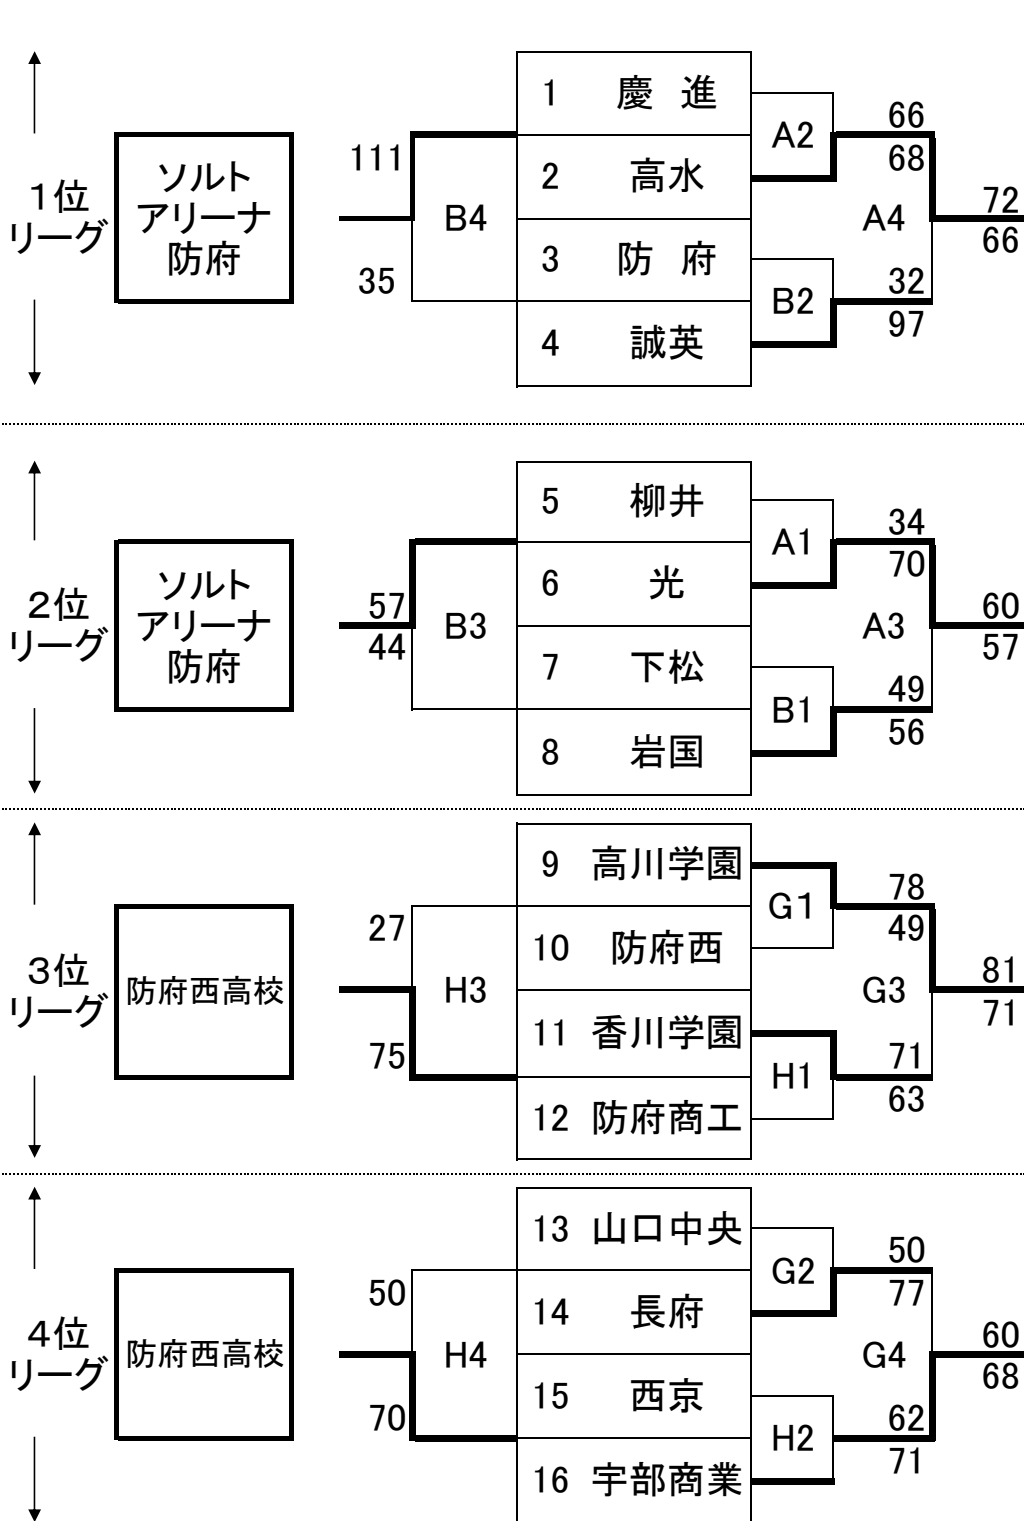 1位
リーグ
ソルト
アリーナ
防府
111
35
B4
1 慶 進
2 高水
3 防 府
4 誠英
A2
B2
66
68
A4
32
97
72
66
2位
リーグ
ソルト
アリーナ
防府
57
44
B3
5 柳井
6 光
7 下松
8 岩国
A1
B1
34
70
A3
49
56
60
57
3位
リーグ
防府西高校
27
75
H3
9 高川学園
10 防府西
11 香川学園
12 防府商工
G1
H1
78
49
G3
71
63
81
71
4位
リーグ
防府西高校
50
70
H4
13 山口中央
14 長府
15 西京
16 宇部商業
G2
H2
50
77
G4
62
71
60
68